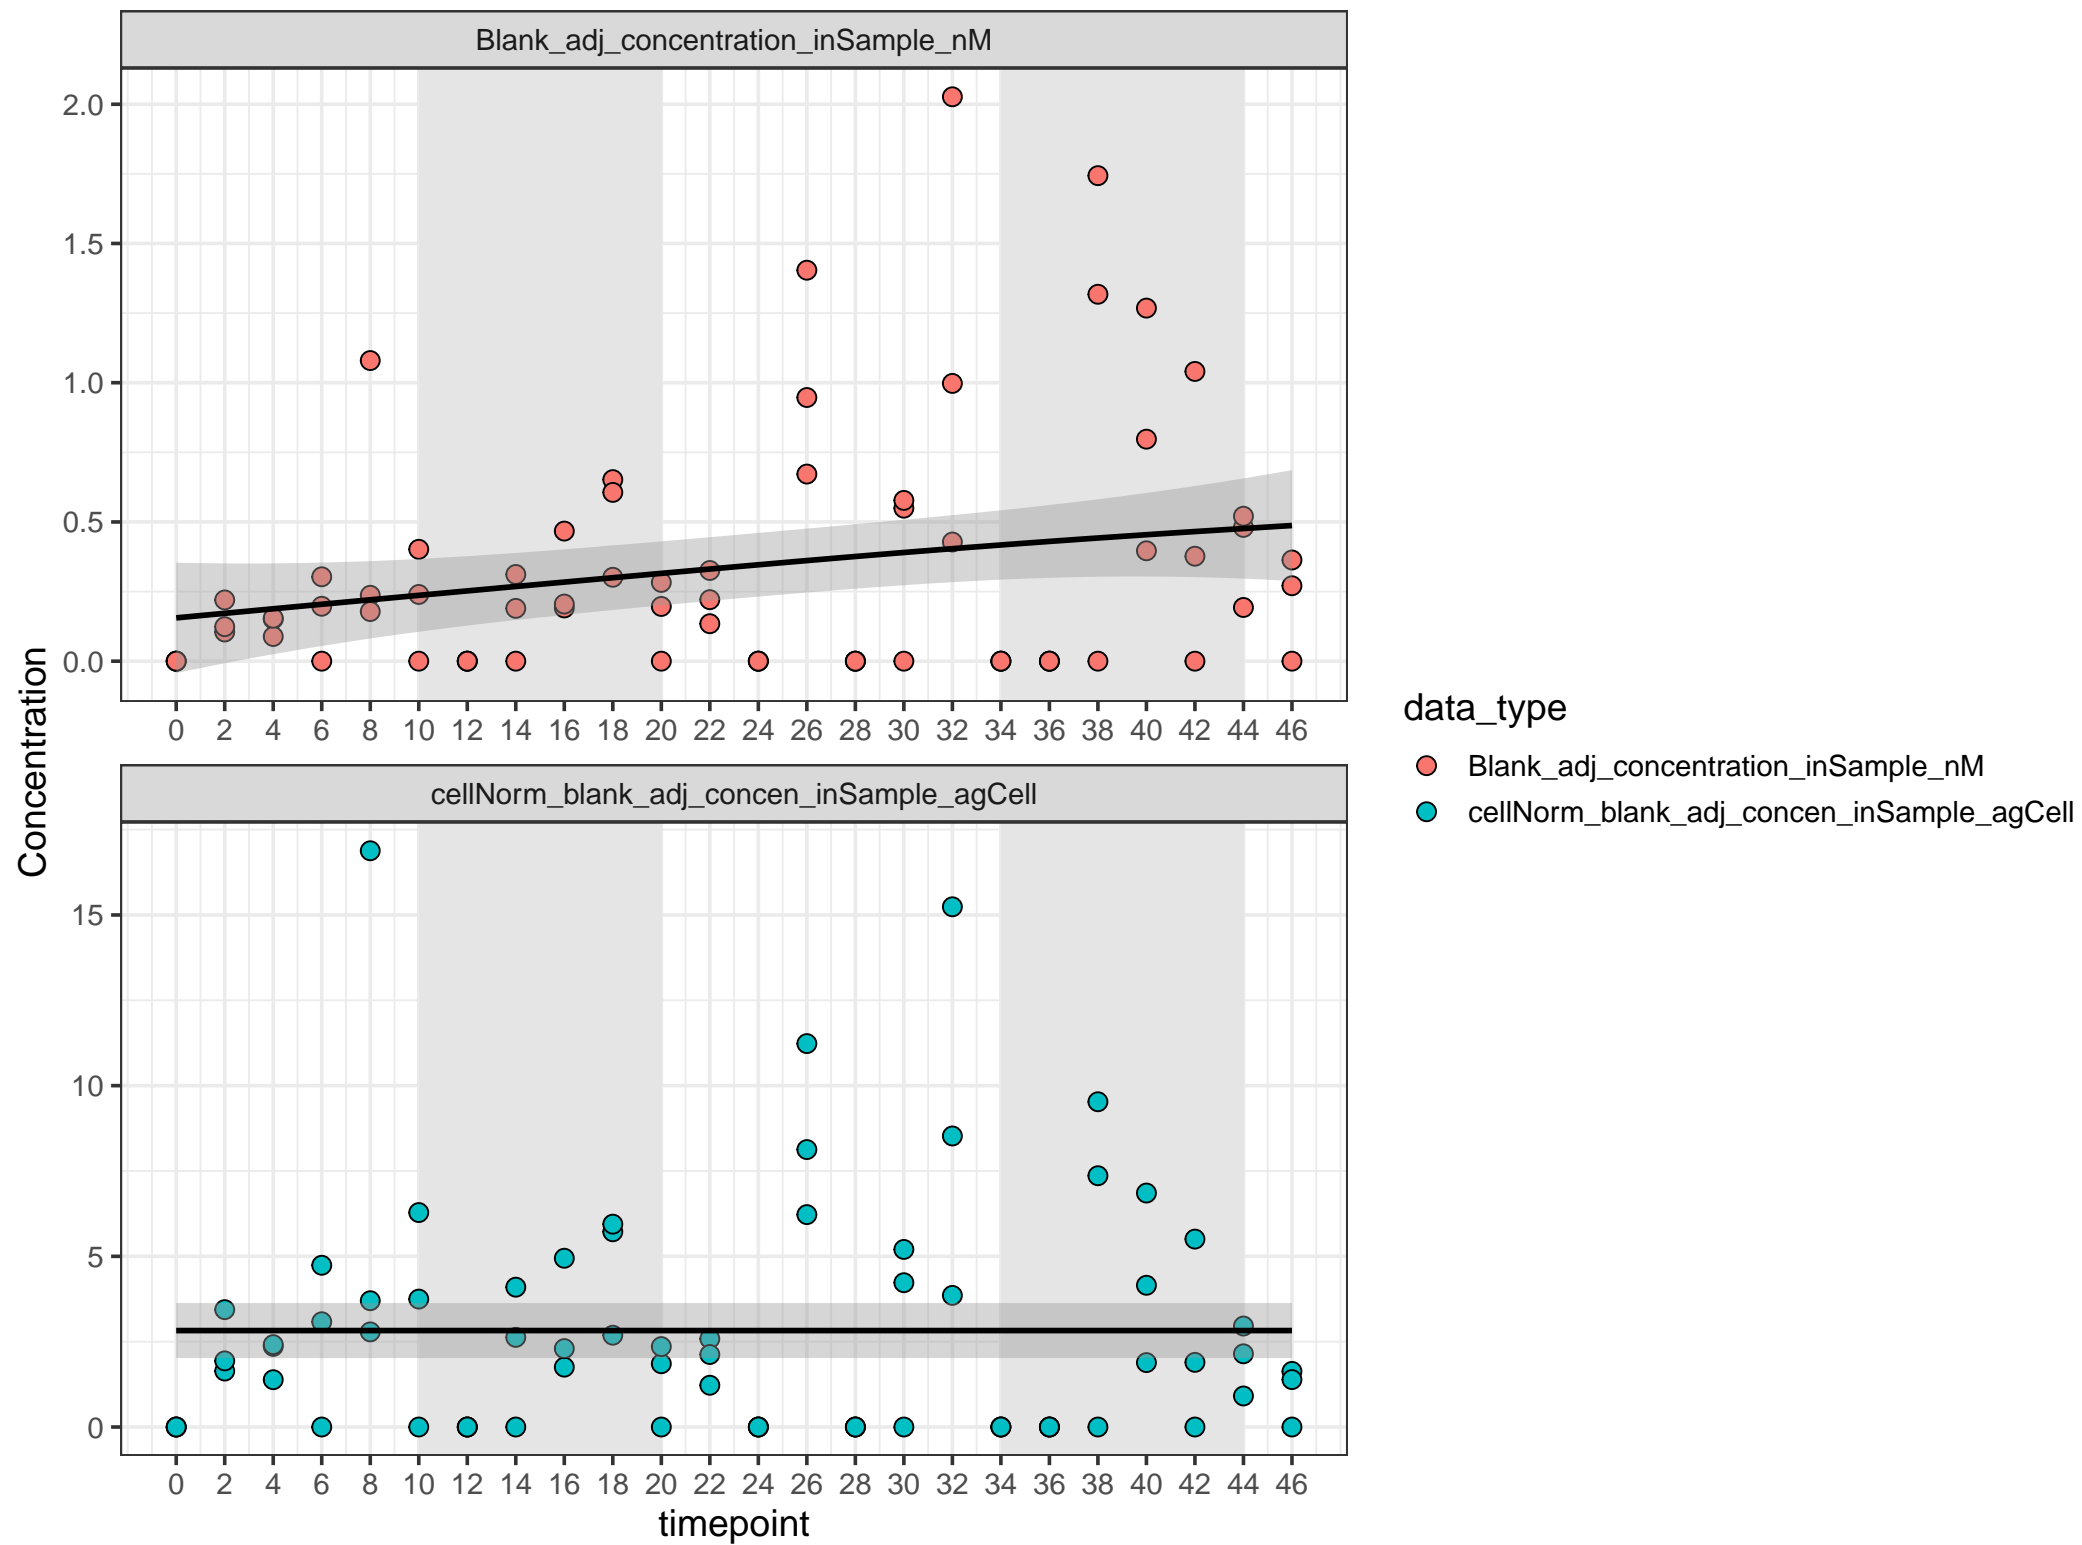 Blank_adj_concentration_inSample_nM
2.0
1.5
1.0
0.5
0.0
0 2 4 6 8 10 12 14 16 18 20 22 24 26 28 30 32 34 36 38 40 42 44 46
Concentration
cellNorm_blank_adj_concen_inSample_agCell
15
10
5
0
0 2 4 6 8 10 12 14 16 18 20 22 24 26 28 30 32 34 36 38 40 42 44 46
timepoint
data_type
Blank_adj_concentration_inSample_nM
cellNorm_blank_adj_concen_inSample_agCell